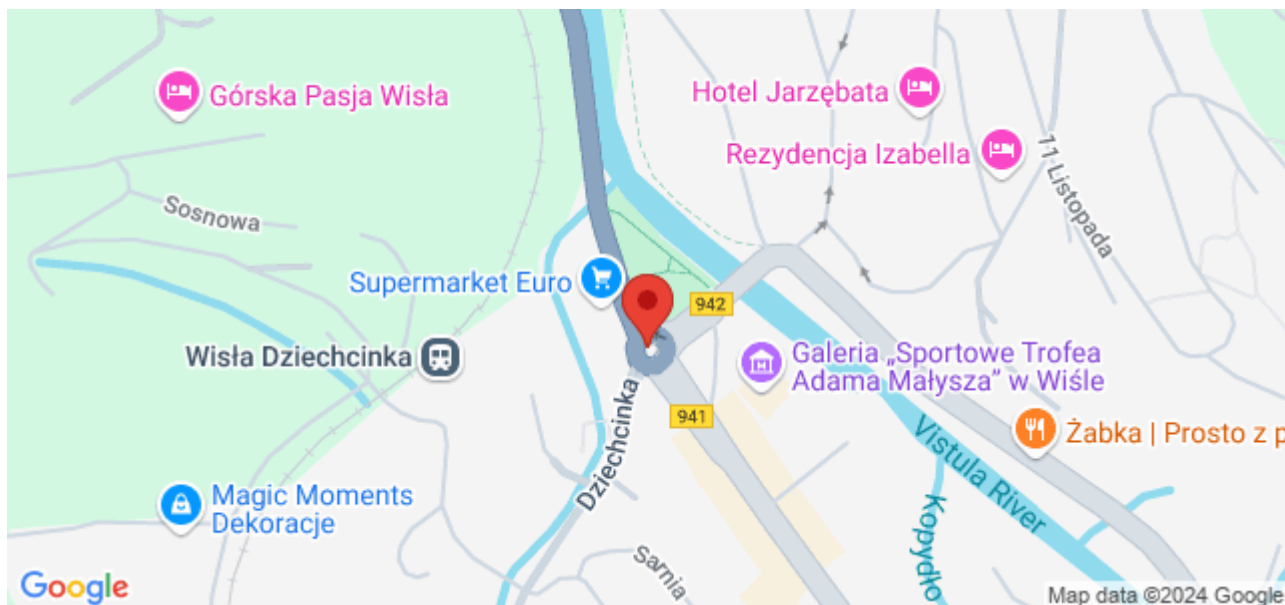 Górska Pasja Wisła
Hotel Jarzębata
Rezydencja Izabella
11 Listopada
Sosnowa
Supermarket Euro
942
Wisła Dziechcinka
Galeria „Sportowe Trofea
Adama Małysza” w Wiśle
941
Dziechcinka
Żabka | Prosto z p
Vistula River
Magic Moments
Dekoracje
Kopydło
Sarnia
Google
Map data ©2024 Google